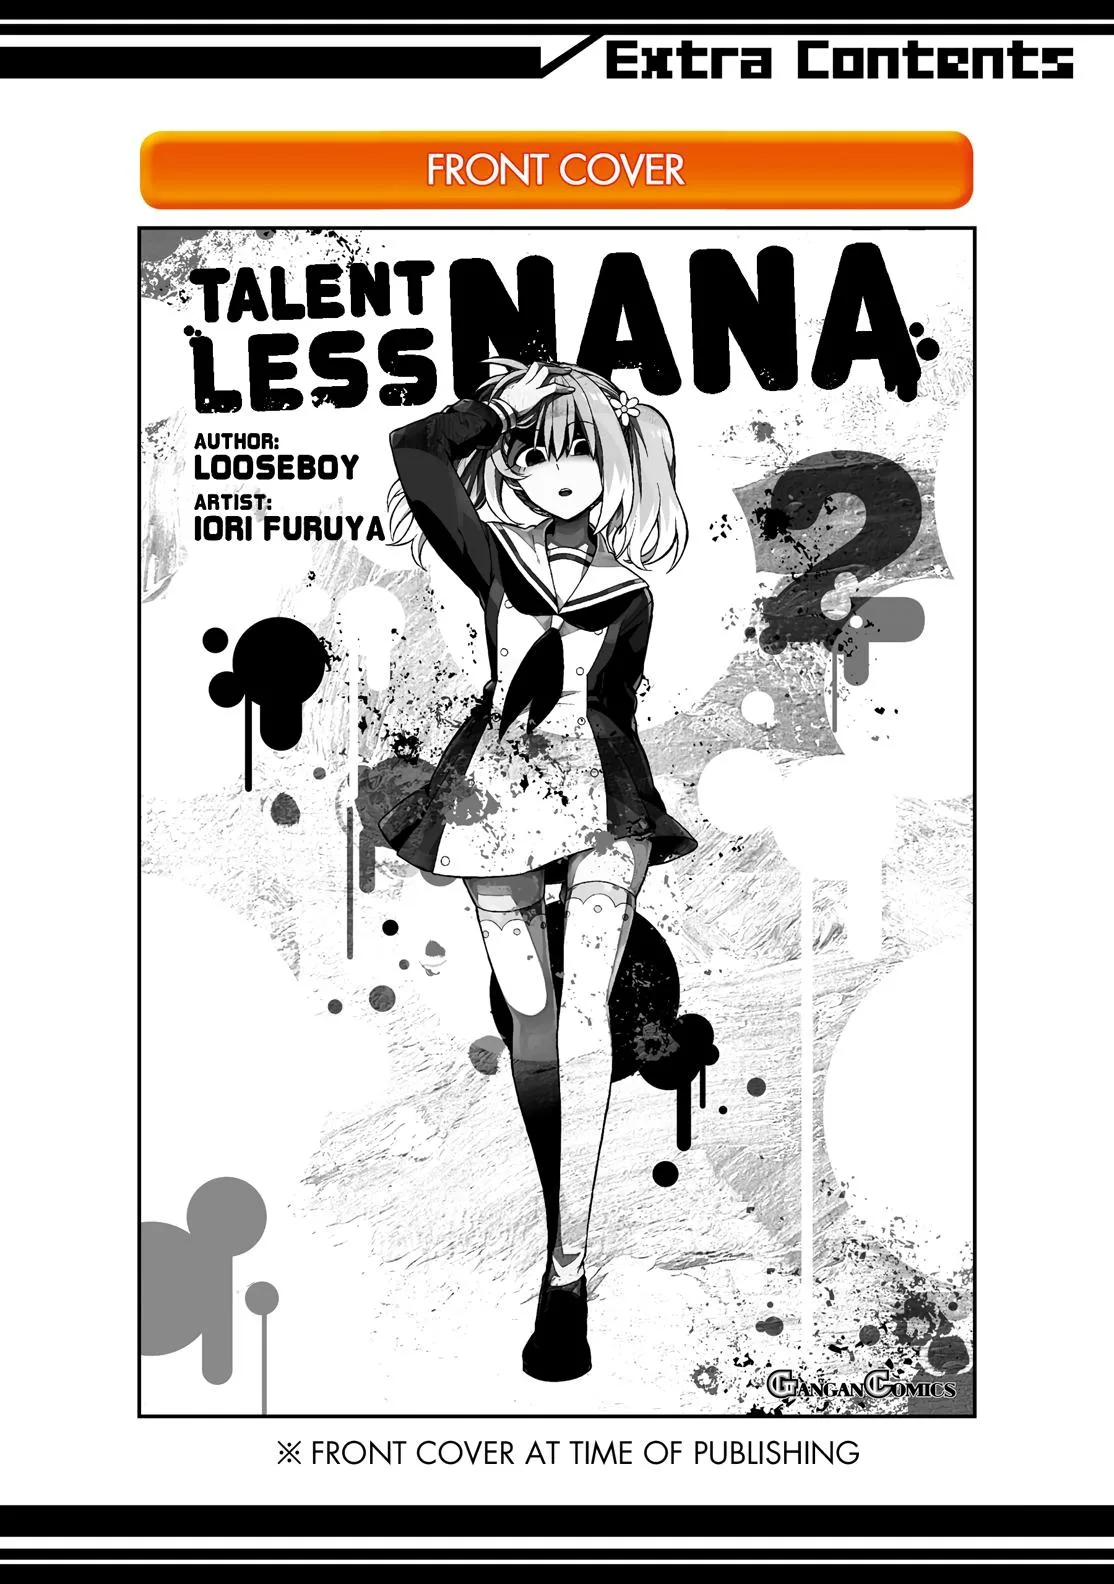 Extra Contents
FRONT COVER
TALENT
LESS NANA
AUTHOR:
LOOSEBOY
ARTIST:
IORI FURUYA
2
GANGAN COMICS
※ FRONT COVER AT TIME OF PUBLISHING